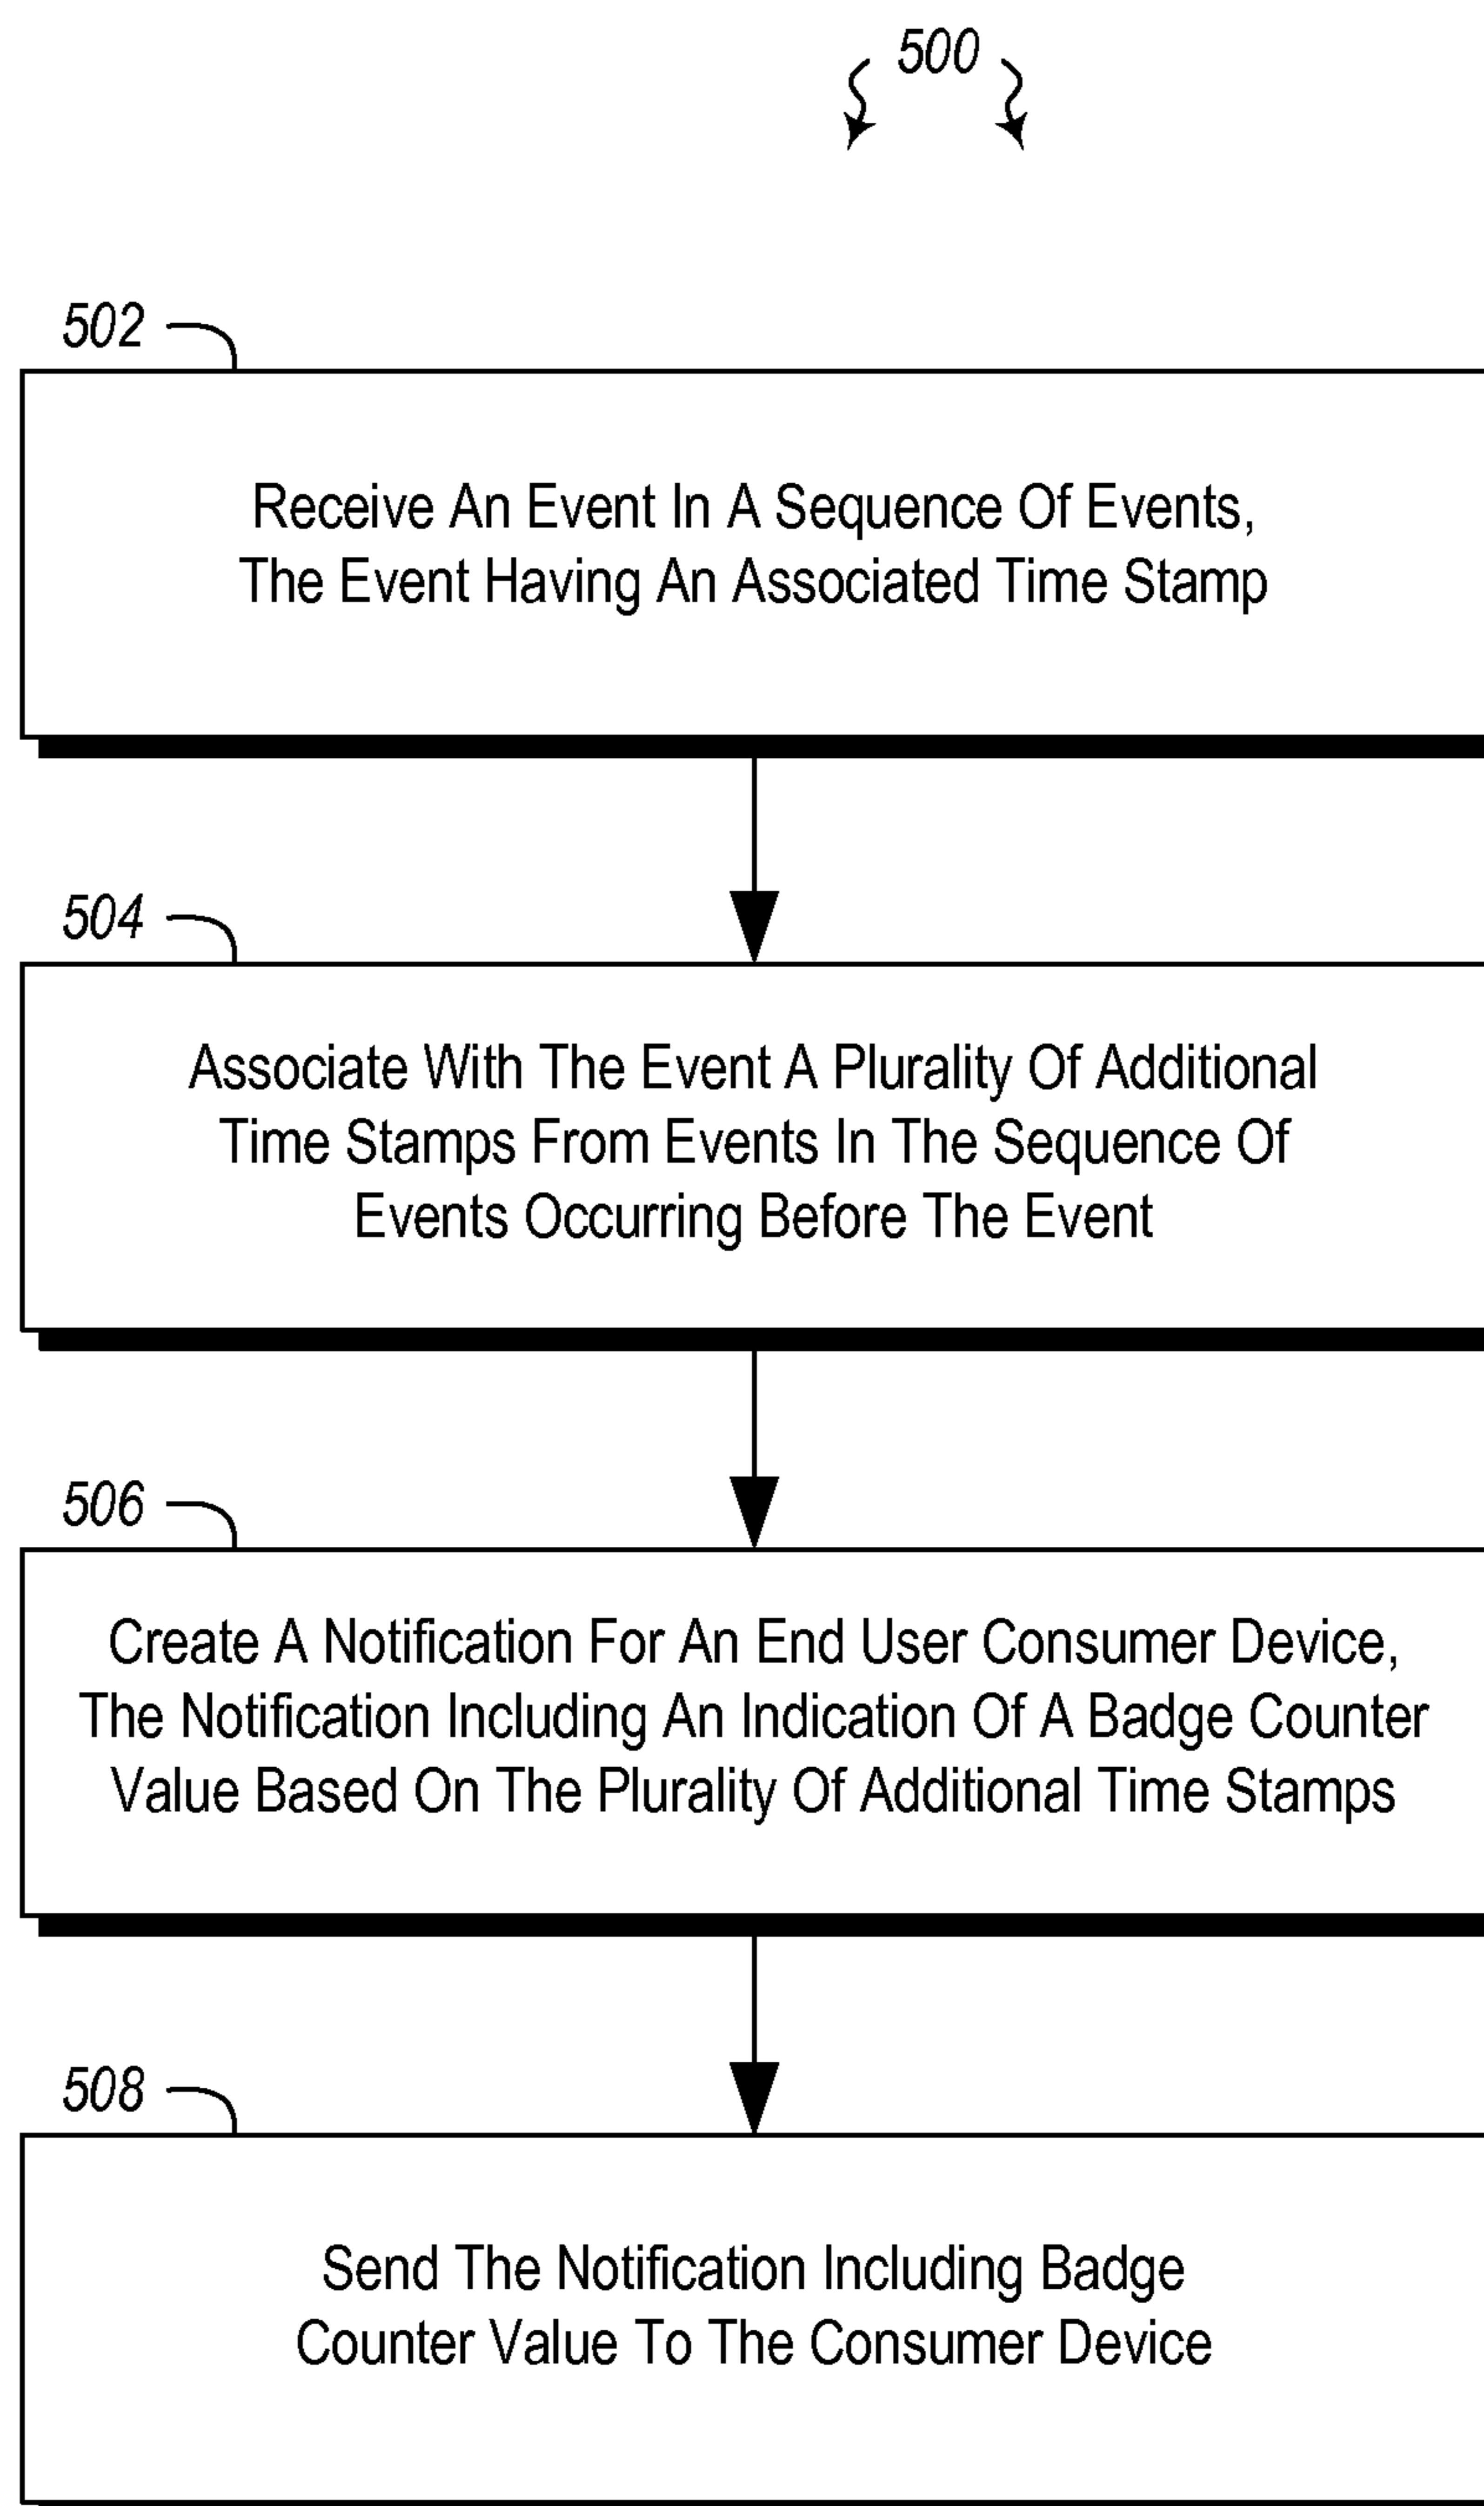 500
502
Receive An Event In A Sequence Of Events,
The Event Having An Associated Time Stamp
504
Associate With The Event A Plurality Of Additional
Time Stamps From Events In The Sequence Of
Events Occurring Before The Event
506
Create A Notification For An End User Consumer Device,
The Notification Including An Indication Of A Badge Counter
Value Based On The Plurality Of Additional Time Stamps
508
Send The Notification Including Badge
Counter Value To The Consumer Device